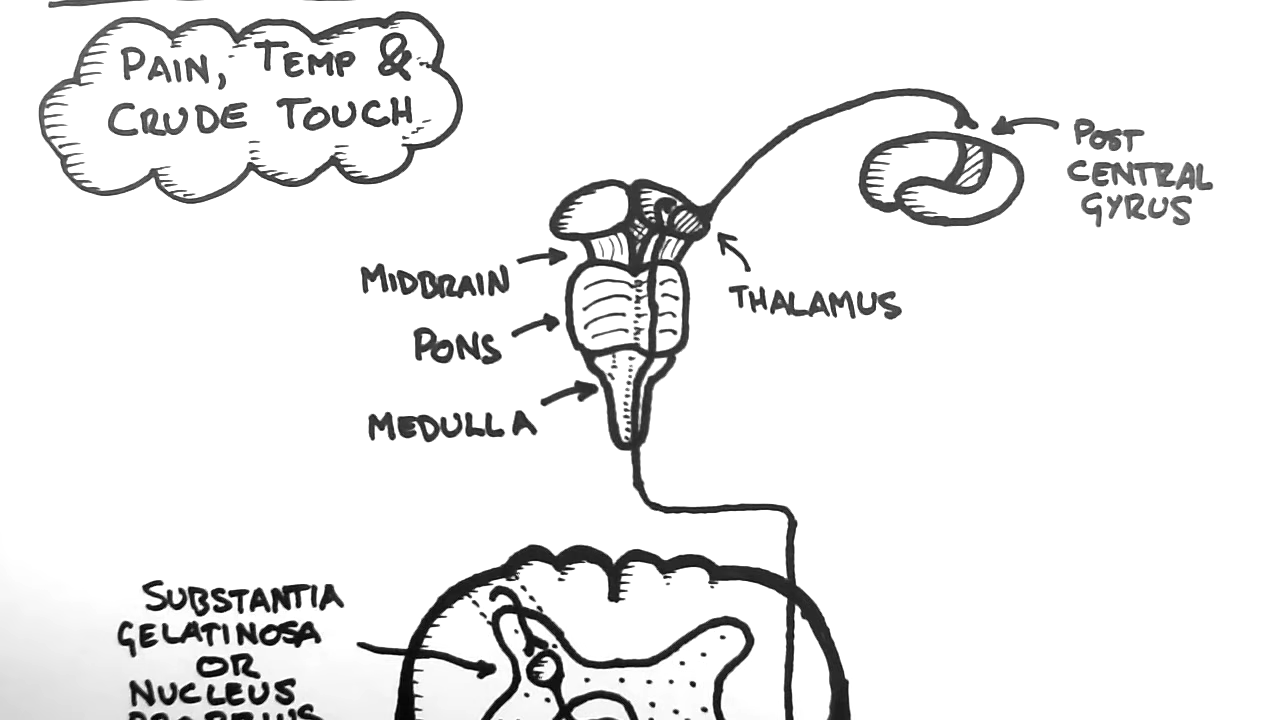 PAIN, TEMP &
CRUDE TOUCH
POST
CENTRAL
GYRUS
MIDBRAIN
THALAMUS
PONS
MEDULLA
SUBSTANTIA
GELATINOSA
OR
NUCLEUS